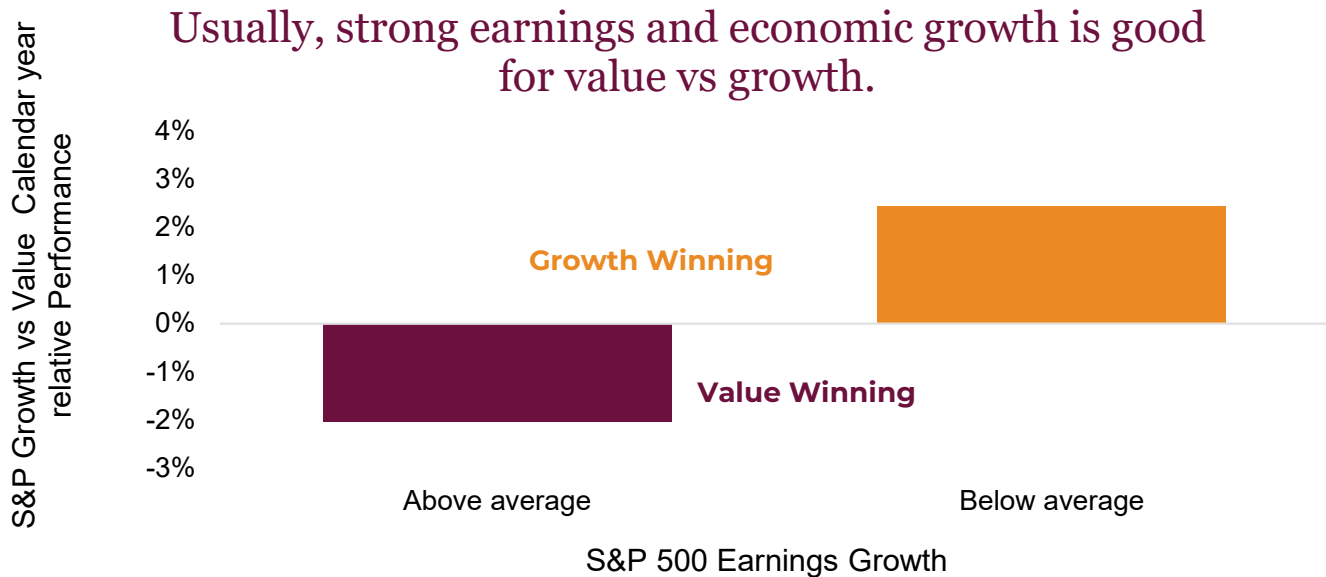 Usually, strong earnings and economic growth is good
for value vs growth.
S&P Growth vs Value  Calendar year
relative Performance
4%
3%
2%
1%
0%
-1%
-2%
-3%
Growth Winning
Value Winning
Above average
Below average
S&P 500 Earnings Growth